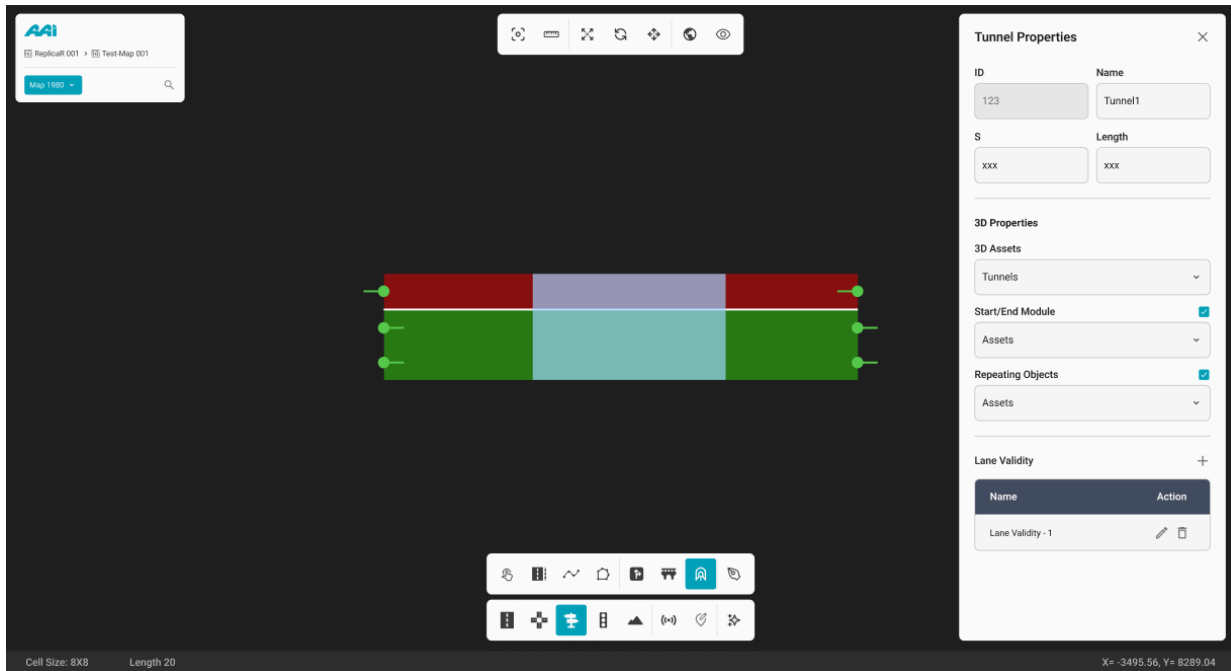 AAI
ReplicaR 001 > Test-Map 001
Map 1980
Tunnel Properties
ID Name
123 Tunnel1
S Length
xxx xxx
3D Properties
3D Assets
Tunnels
Start/End Module
Assets
Repeating Objects
Assets
Lane Validity
Name Action
Lane Validity - 1
Cell Size: 8X8 Length 20 X= -3495.56, Y= 8289.04